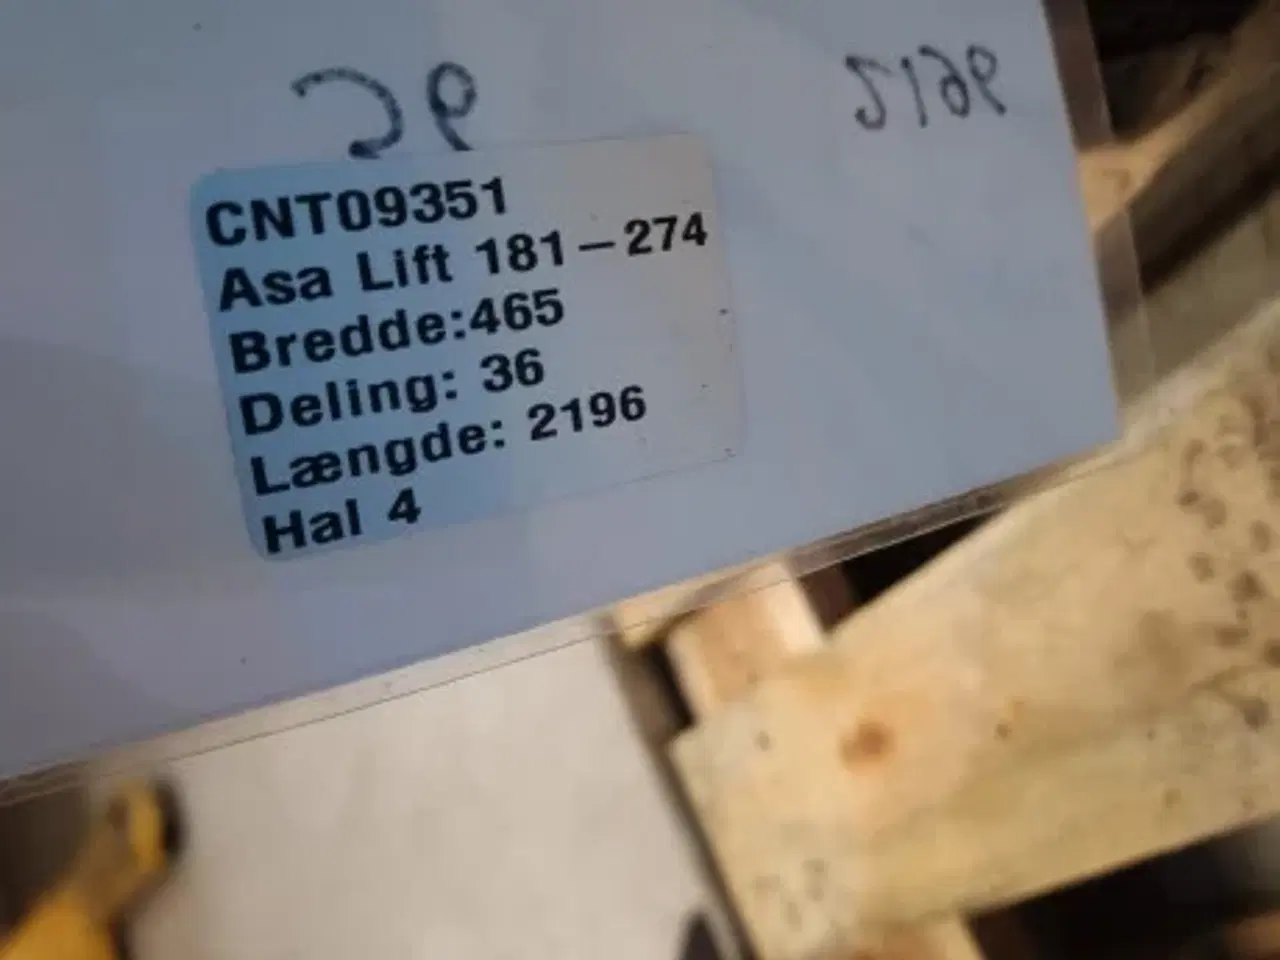 CNT09351
Asa Lift 181-274
Bredde:465
Deling: 36
Længde: 2196
Hal 4